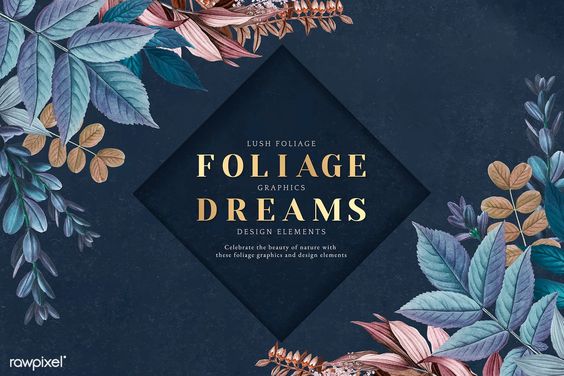 LUSH FOLIAGE
FOLIAGE
GRAPHICS
DREAMS
DESIGN ELEMENTS
Celebrate the beauty of nature with
these foliage graphics and design elements
rawpixel